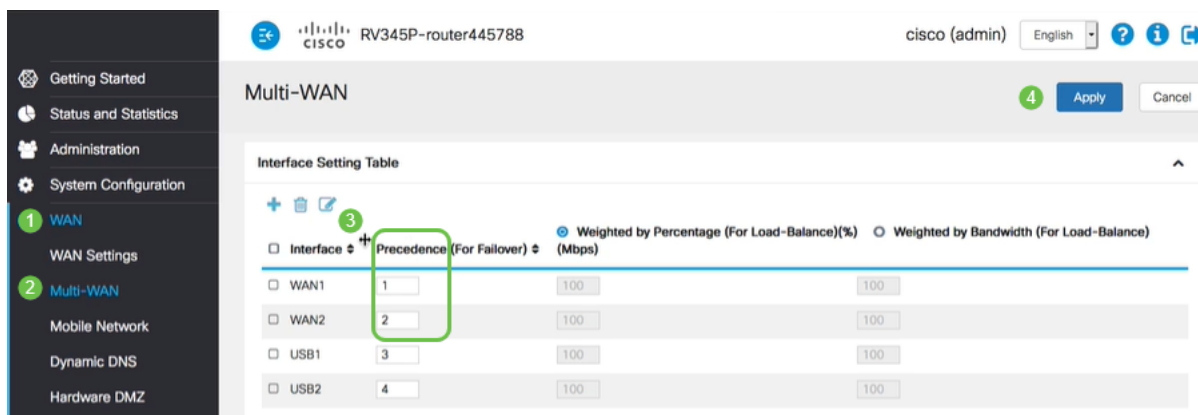 CISCO RV345P-router445788 cisco (admin) English
Getting Started
Status and Statistics
Administration
System Configuration
1 WAN
WAN Settings
2 Multi-WAN
Mobile Network
Dynamic DNS
Hardware DMZ
Multi-WAN
4 Apply Cancel
Interface Setting Table
3
Interface Precedence (For Failover) Weighted by Percentage (For Load-Balance)(%) Weighted by Bandwidth (For Load-Balance)
(Mbps)
WAN1 1 100 100
WAN2 2 100 100
USB1 3 100 100
USB2 4 100 100